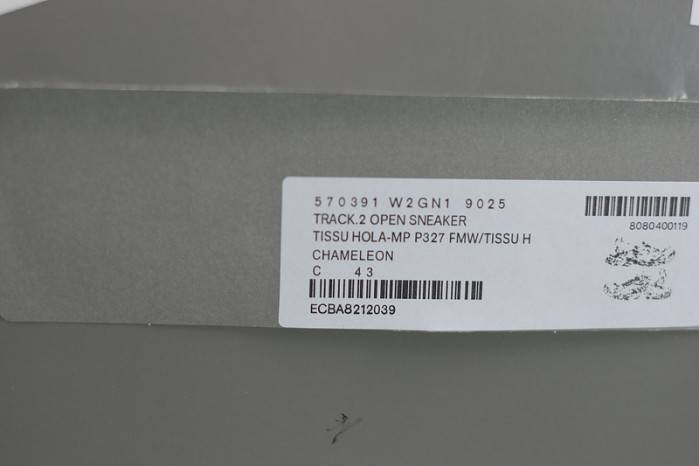 570391 W2GN1 9025
TRACK.2 OPEN SNEAKER
TISSU HOLA-MP P327 FMW/TISSU H
CHAMELEON
C 43
ECBA8212039
8080400119